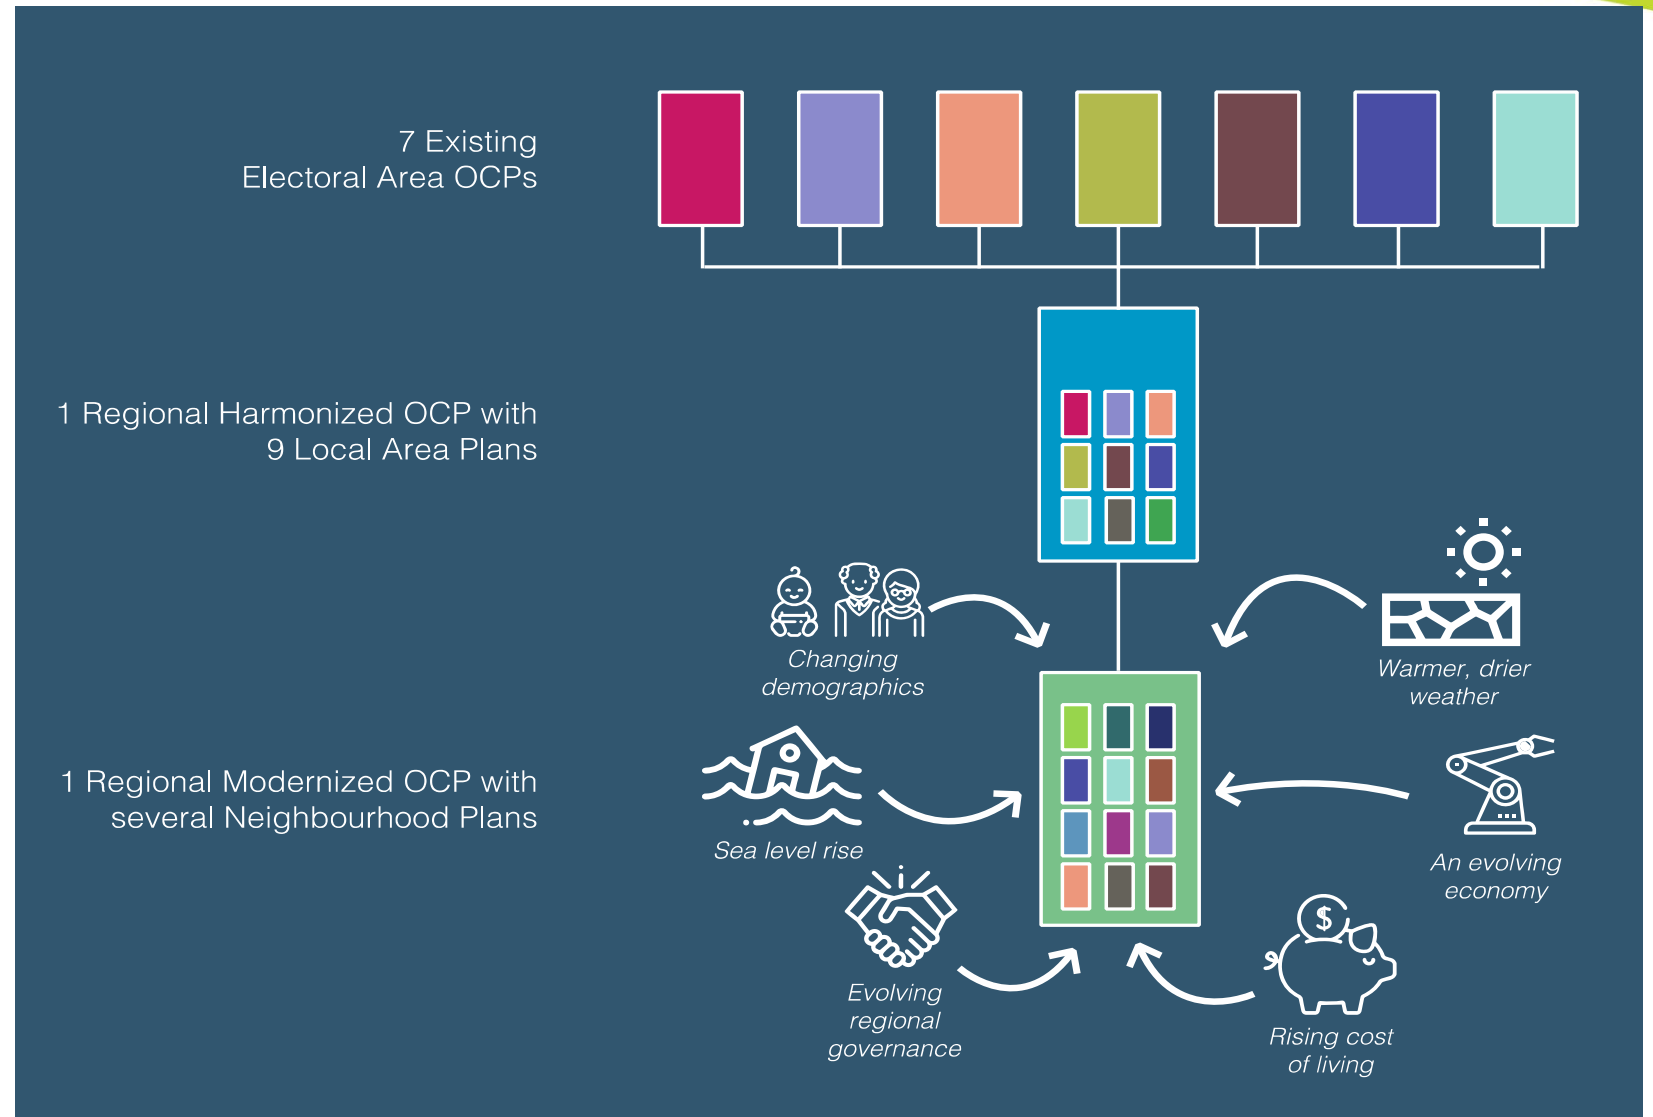 7 Existing
Electoral Area OCPs
1 Regional Harmonized OCP with
9 Local Area Plans
Changing
demographics
Warmer, drier
weather
1 Regional Modernized OCP with
several Neighbourhood Plans
Sea level rise
An evolving
economy
$
Evolving
regional
governance
Rising cost
of living